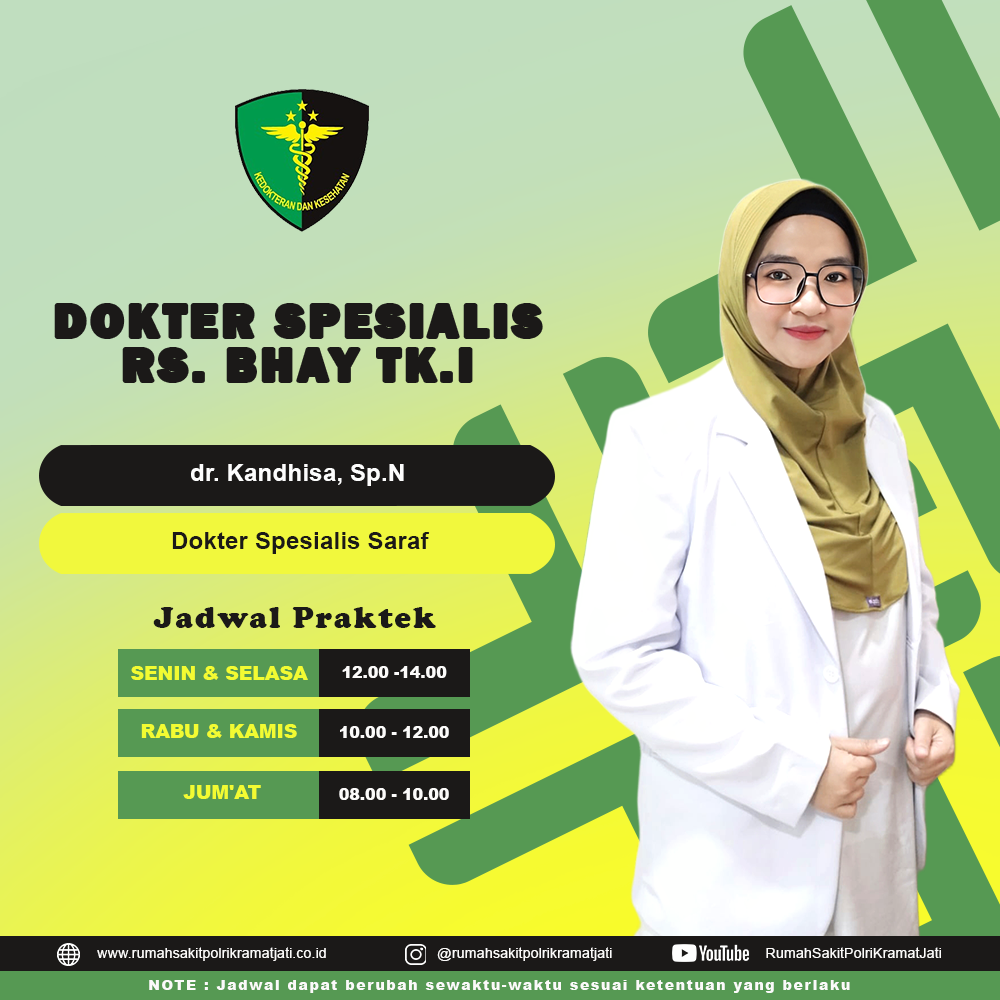 KEDOKTERAN DAN KESEHATAN
DOKTER SPESIALIS
RS. BHAY TK.I
dr. Kandhisa, Sp.N
Dokter Spesialis Saraf
Jadwal Praktek
SENIN & SELASA 12.00 -14.00
RABU & KAMIS 10.00 - 12.00
JUM'AT 08.00 - 10.00
www.rumahsakitpolrikramatjati.co.id @rumahsakitpolrikramatjati YouTube RumahSakitPolriKramatJati
NOTE : Jadwal dapat berubah sewaktu-waktu sesuai ketentuan yang berlaku